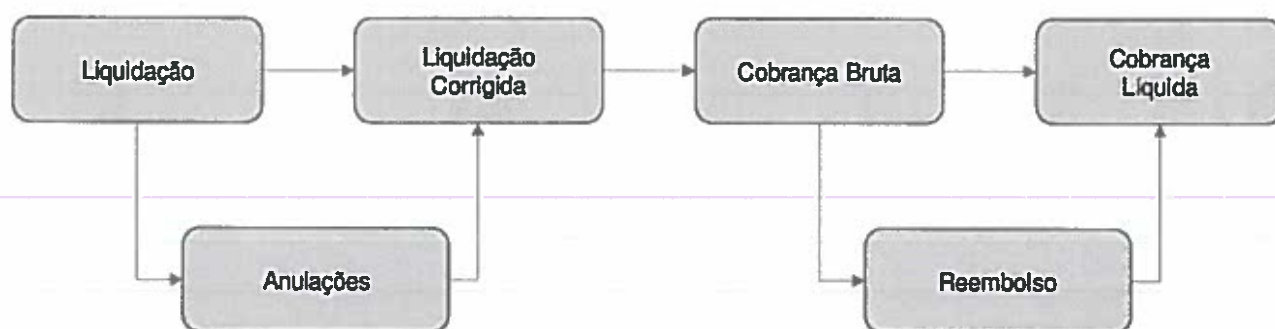 Liquidação
Liquidação
Corrigida
Cobrança Bruta
Cobrança
Líquida
Anulações
Reembolso